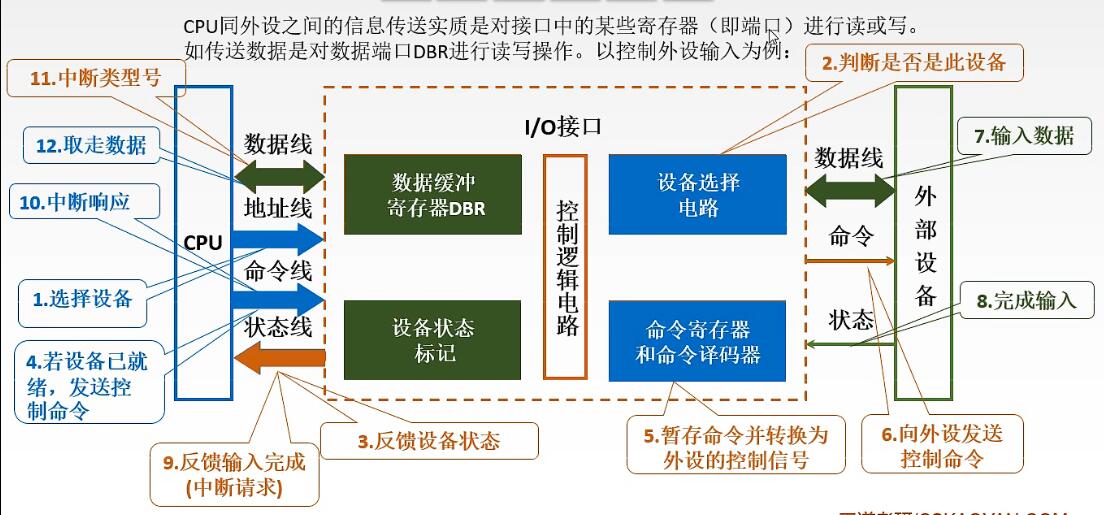 CPU同外设之间的信息传送实质是对接口中的某些寄存器（即端口）进行读或写。
如传送数据是对数据端口DBR进行读写操作。以控制外设输入为例：
11.中断类型号
2.判断是否是此设备
I/O接口
12.取走数据
数据线
数据线
7.输入数据
数据缓冲
寄存器DBR
设备选择
电路
10.中断响应
地址线
CPU
控制逻辑电路
外部设备
命令
命令线
1.选择设备
8.完成输入
状态线
状态
设备状态
标记
命令寄存器
和命令译码器
4.若设备已就
绪，发送控
制命令
3.反馈设备状态
9.反馈输入完成
(中断请求)
5.暂存命令并转换为
外设的控制信号
6.向外设发送
控制命令